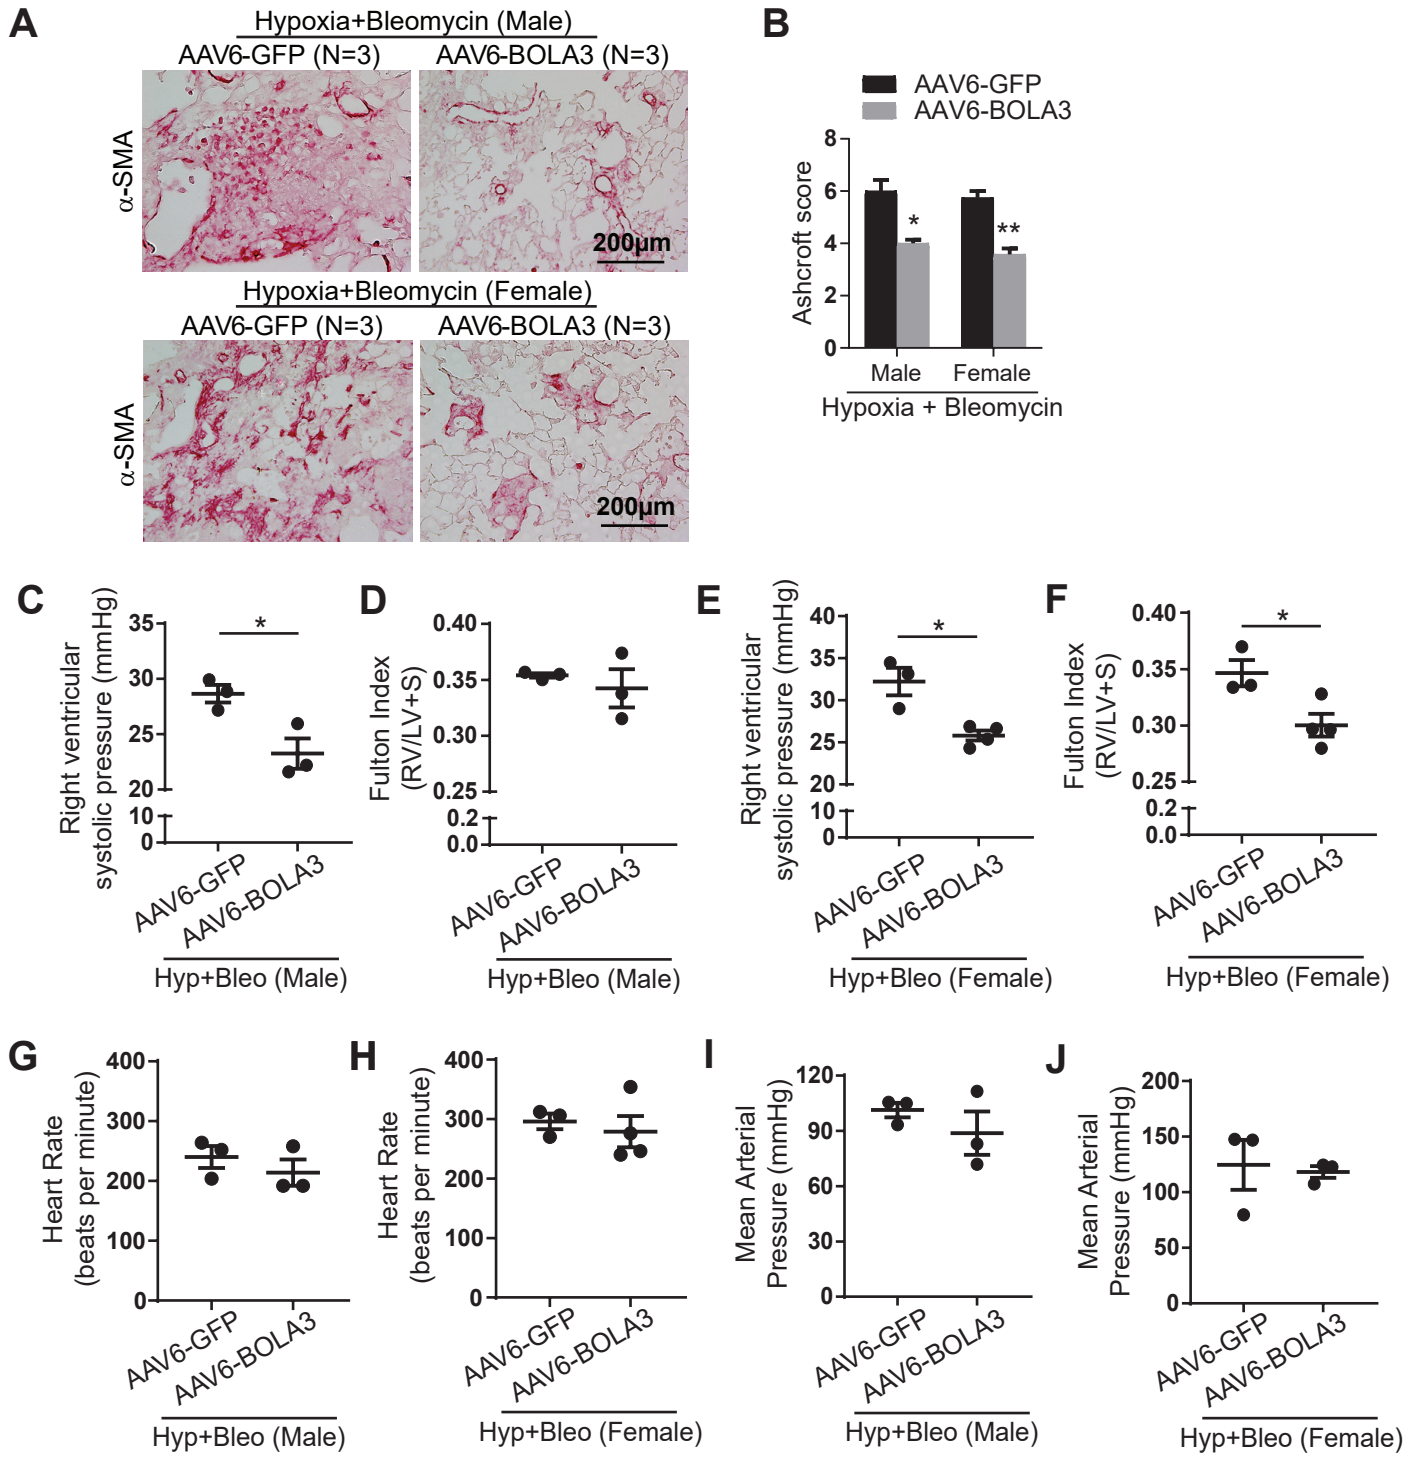 A
Hypoxia+Bleomycin (Male)
AAV6-GFP (N=3) AAV6-BOLA3 (N=3)
α-SMA
200μm
Hypoxia+Bleomycin (Female)
AAV6-GFP (N=3) AAV6-BOLA3 (N=3)
α-SMA
200μm
B
AAV6-GFP
AAV6-BOLA3
Ashcroft score
8
6
4
2
0
*
**
Male Female
Hypoxia + Bleomycin
C
Right ventricular
systolic pressure (mmHg)
35
30
25
20
10
0
*
AAV6-GFP
AAV6-BOLA3
Hyp+Bleo (Male)
D
Fulton Index
(RV/LV+S)
0.40
0.35
0.30
0.25
0.2
0.0
AAV6-GFP
AAV6-BOLA3
Hyp+Bleo (Male)
E
Right ventricular
systolic pressure (mmHg)
40
35
30
25
20
10
0
*
AAV6-GFP
AAV6-BOLA3
Hyp+Bleo (Female)
F
Fulton Index
(RV/LV+S)
0.40
0.35
0.30
0.25
0.2
0.0
*
AAV6-GFP
AAV6-BOLA3
Hyp+Bleo (Female)
G
Heart Rate
(beats per minute)
400
300
200
100
0
AAV6-GFP
AAV6-BOLA3
Hyp+Bleo (Male)
H
Heart Rate
(beats per minute)
400
300
200
100
0
AAV6-GFP
AAV6-BOLA3
Hyp+Bleo (Female)
I
Mean Arterial
Pressure (mmHg)
120
90
60
30
0
AAV6-GFP
AAV6-BOLA3
Hyp+Bleo (Male)
J
Mean Arterial
Pressure (mmHg)
200
150
100
50
0
AAV6-GFP
AAV6-BOLA3
Hyp+Bleo (Female)